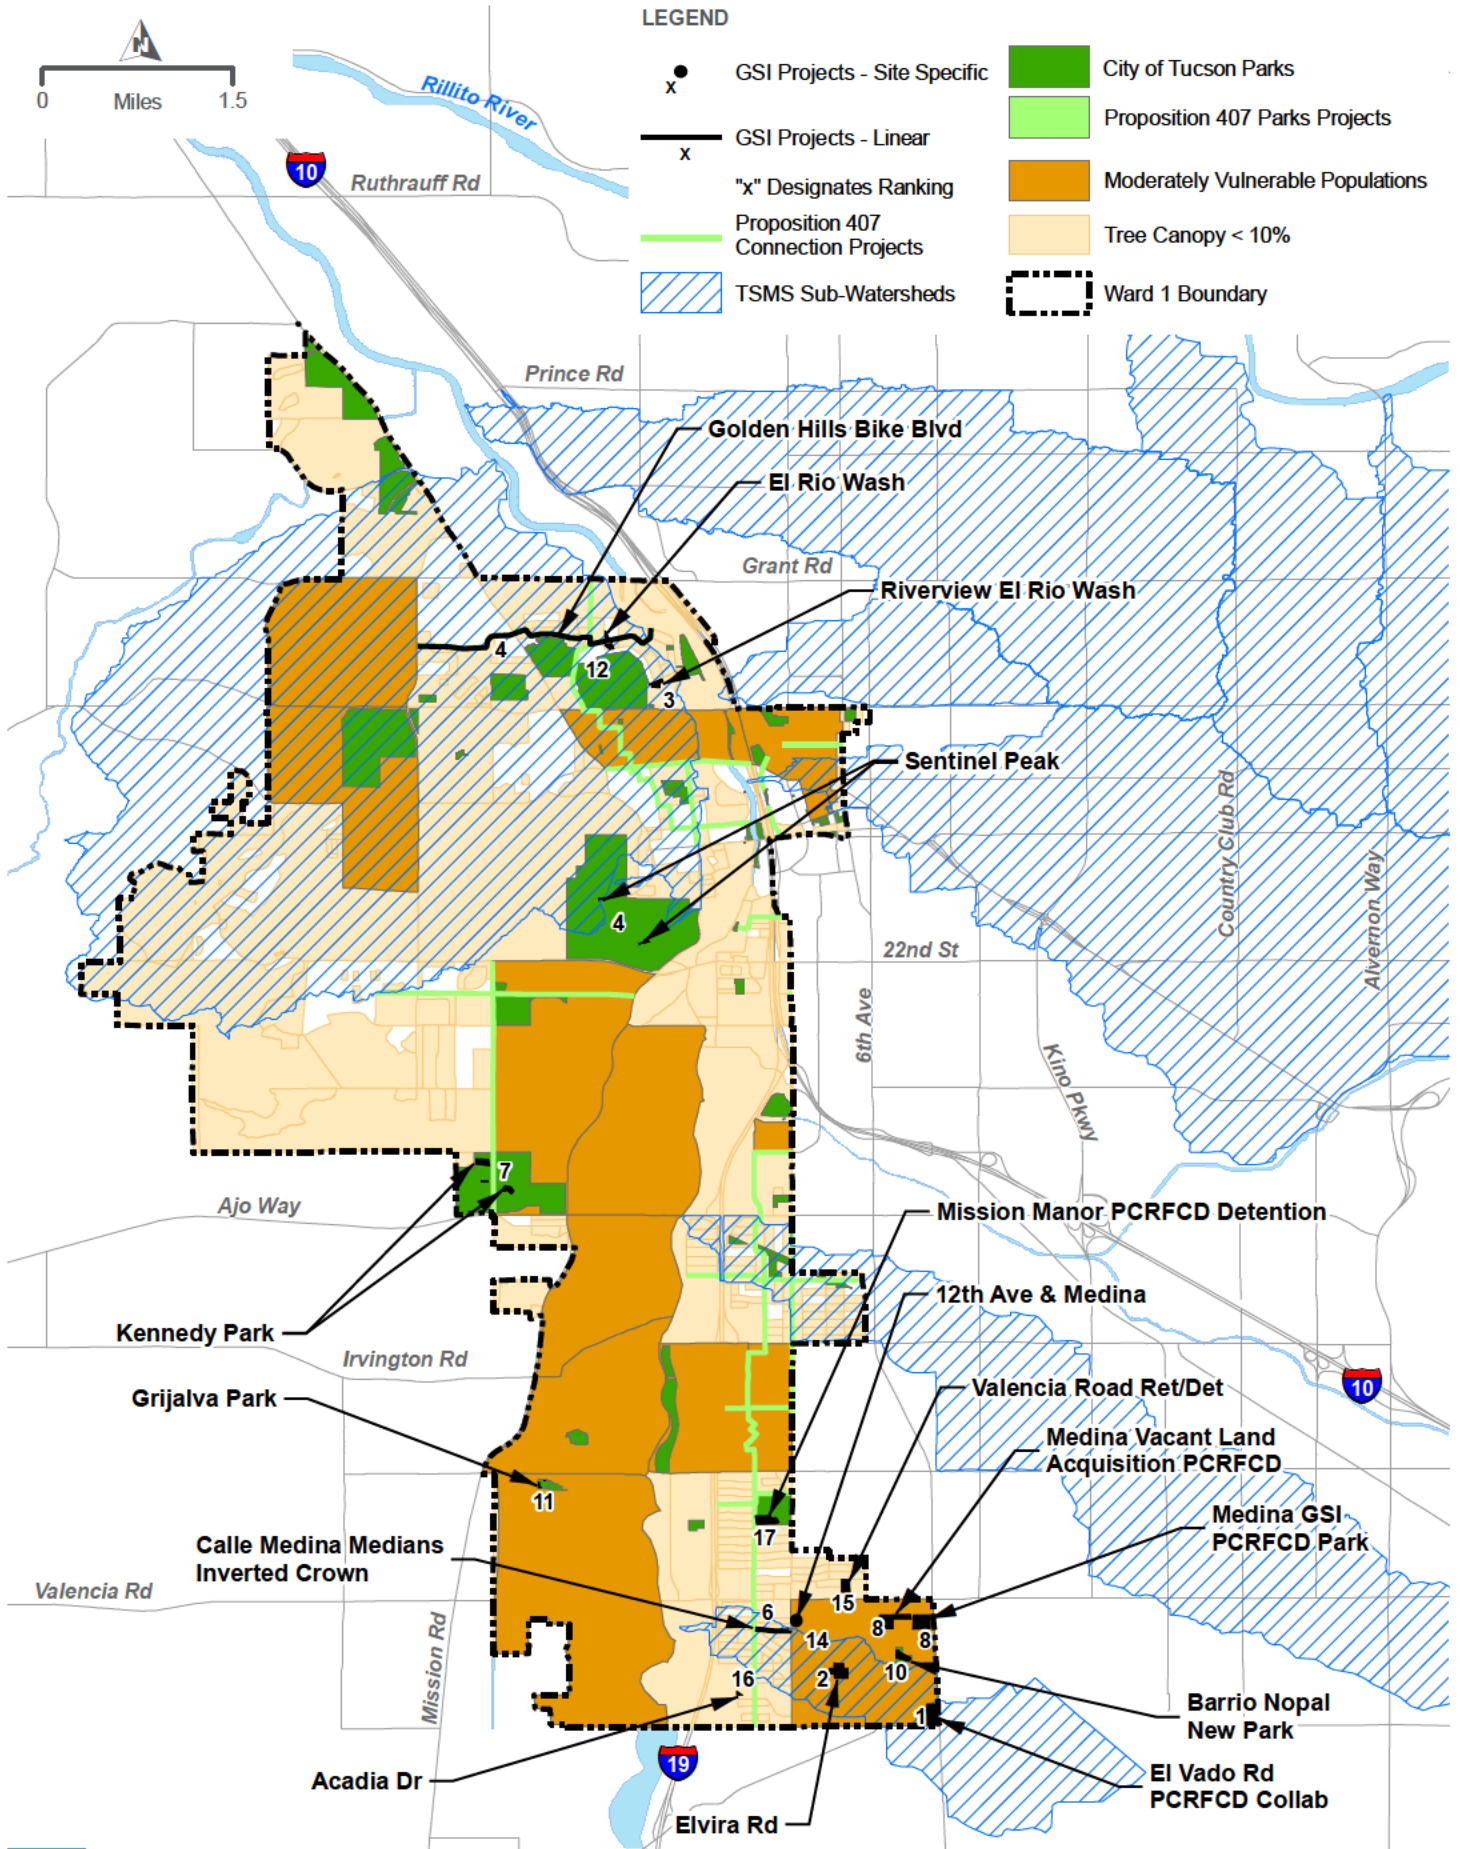 LEGEND
N
0 Miles 1.5
GSI Projects - Site Specific
x
GSI Projects - Linear
x
"x" Designates Ranking
Proposition 407
Connection Projects
TSMS Sub-Watersheds
City of Tucson Parks
Proposition 407 Parks Projects
Moderately Vulnerable Populations
Tree Canopy < 10%
Ward 1 Boundary
Rillito River
10
Ruthrauff Rd
Prince Rd
Golden Hills Bike Blvd
El Rio Wash
Grant Rd
Riverview El Rio Wash
4
12
3
Sentinel Peak
Country Club Rd
Alvernon Way
4
22nd St
6th Ave
Kino Pkwy
7
Ajo Way
Mission Manor PCRFCD Detention
12th Ave & Medina
Kennedy Park
Irvington Rd
Valencia Road Ret/Det
10
Grijalva Park
Medina Vacant Land
Acquisition PCRFCD
11
Medina GSI
PCRFCD Park
17
Calle Medina Medians
Inverted Crown
Valencia Rd
15
6
14
8
8
Mission Rd
16
2
10
Barrio Nopal
New Park
1
19
Acadia Dr
El Vado Rd
PCRFCD Collab
Elvira Rd